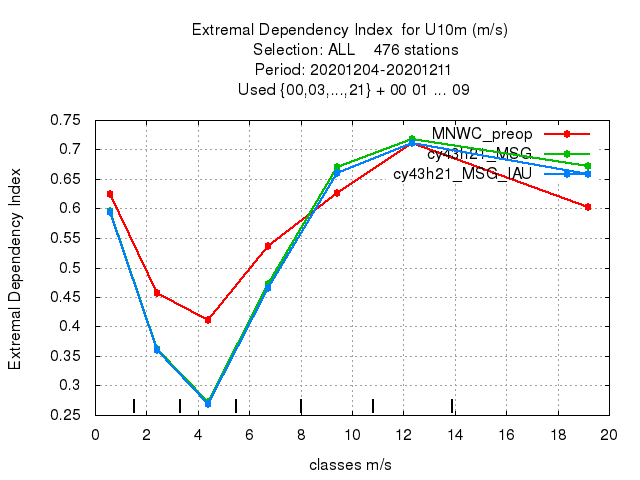 Extremal Dependency Index for U10m (m/s)
Selection: ALL 476 stations
Period: 20201204-20201211
Used {00,03,...,21} + 00 01 ... 09
MNWC_preop
cy43h21_MSG
cy43h21_MSG_IAU
Extremal Dependency Index
0.75
0.7
0.65
0.6
0.55
0.5
0.45
0.4
0.35
0.3
0.25
0 2 4 6 8 10 12 14 16 18 20
classes m/s